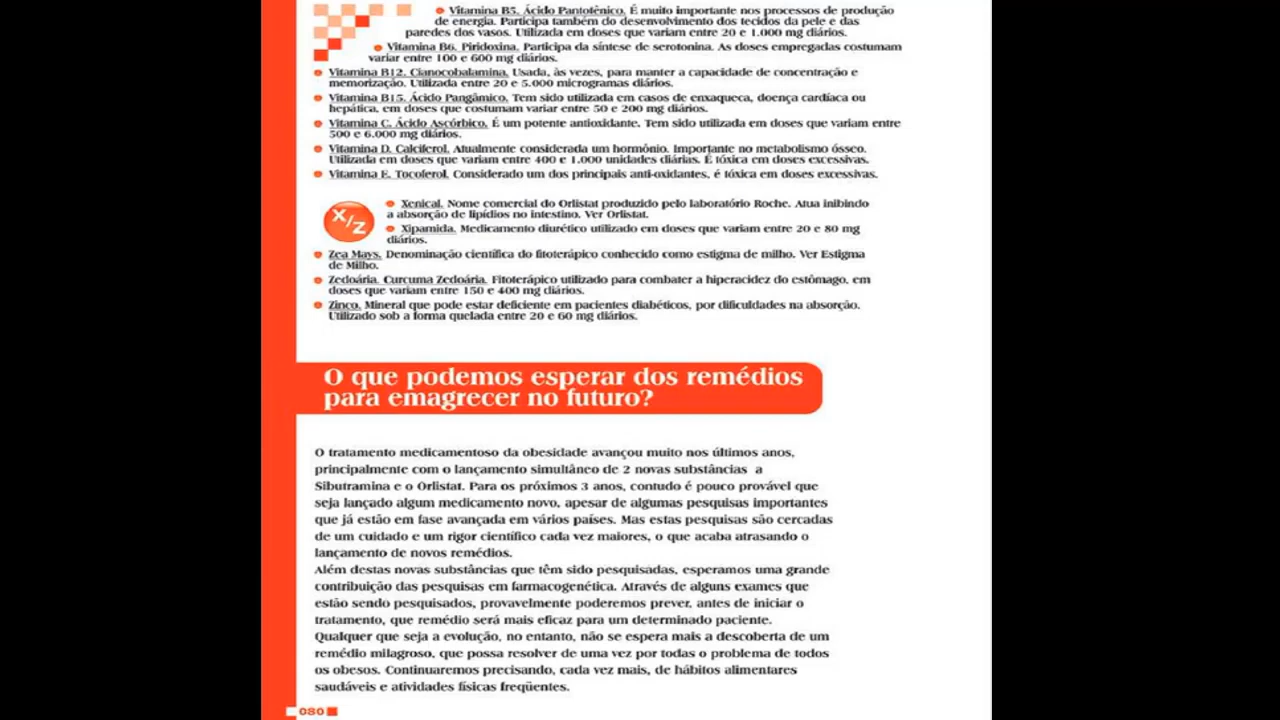 Vitamina B5. Ácido Pantotênico. É muito importante nos processos de produção
de energia. Participa também do desenvolvimento dos tecidos da pele e das
paredes dos vasos. Utilizada em doses que variam entre 20 e 1.000 mg diários.
Vitamina B6. Piridoxina. Participa da síntese de serotonina. As doses empregadas costumam
variar entre 100 e 600 mg diários.
Vitamina B12. Cianocobalamina. Usada, às vezes, para manter a capacidade de concentração e
memorização. Utilizada entre 20 e 5.000 microgramas diários.
Vitamina B15. Ácido Pangâmico. Tem sido utilizada em casos de enxaqueca, doença cardíaca ou
hepática, em doses que costumam variar entre 50 e 200 mg diários.
Vitamina C. Ácido Ascórbico. É um potente antioxidante. Tem sido utilizada em doses que variam entre
500 e 6.000 mg diários.
Vitamina D. Calciferol. Atualmente considerada um hormônio. Importante no metabolismo ósseo.
Utilizada em doses que variam entre 400 e 1.000 unidades diárias. É tóxica em doses excessivas.
Vitamina E. Tocoferol. Considerado um dos principais anti-oxidantes, é tóxica em doses excessivas.
X/Z
Xenical. Nome comercial do Orlistat produzido pelo laboratório Roche. Atua inibindo
a absorção de lipídios no intestino. Ver Orlistat.
Xipamida. Medicamento diurético utilizado em doses que variam entre 20 e 80 mg
diários.
Zea Mays. Denominação científica do fitoterápico conhecido como estigma de milho. Ver Estigma
de Milho.
Zedoária. Curcuma Zedoária. Fitoterápico utilizado para combater a hiperacidez do estômago, em
doses que variam entre 150 e 400 mg diários.
Zinco. Mineral que pode estar deficiente em pacientes diabéticos, por dificuldades na absorção.
Utilizado sob a forma quelada entre 20 e 60 mg diários.
O que podemos esperar dos remédios
para emagrecer no futuro?
O tratamento medicamentoso da obesidade avançou muito nos últimos anos,
principalmente com o lançamento simultâneo de 2 novas substâncias a
Sibutramina e o Orlistat. Para os próximos 3 anos, contudo é pouco provável que
seja lançado algum medicamento novo, apesar de algumas pesquisas importantes
que já estão em fase avançada em vários países. Mas estas pesquisas são cercadas
de um cuidado e um rigor científico cada vez maiores, o que acaba atrasando o
lançamento de novos remédios.
Além destas novas substâncias que têm sido pesquisadas, esperamos uma grande
contribuição das pesquisas em farmacogenética. Através de alguns exames que
estão sendo pesquisados, provavelmente poderemos prever, antes de iniciar o
tratamento, que remédio será mais eficaz para um determinado paciente.
Qualquer que seja a evolução, no entanto, não se espera mais a descoberta de um
remédio milagroso, que possa resolver de uma vez por todas o problema de todos
os obesos. Continuaremos precisando, cada vez mais, de hábitos alimentares
saudáveis e atividades físicas freqüentes.
080